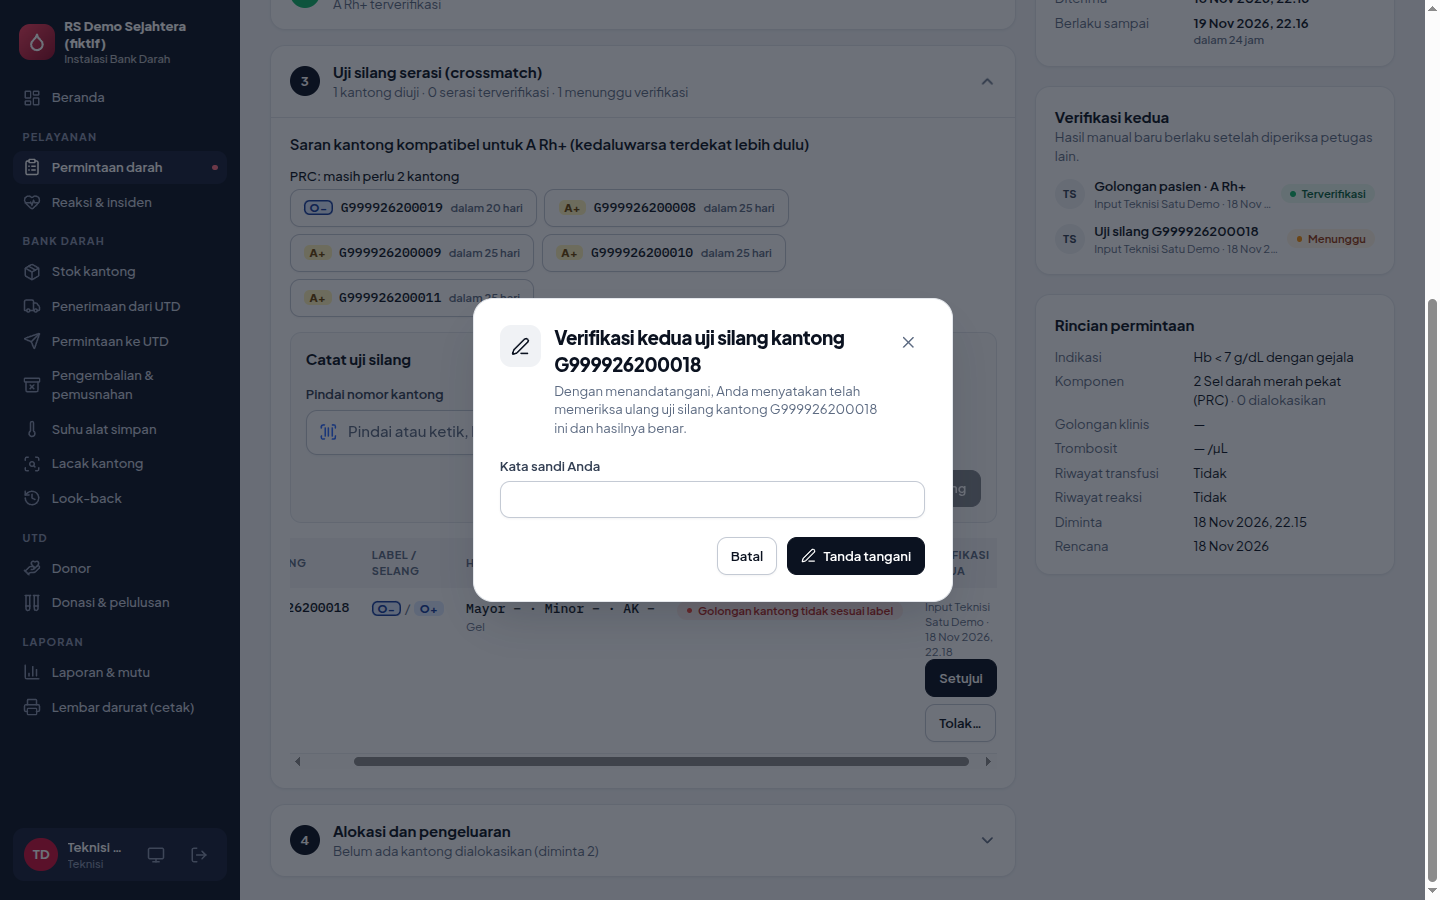 RS Demo Sejahtera
(fiktif)
Instalasi Bank Darah
Beranda
PELAYANAN
Permintaan darah
Reaksi & insiden
BANK DARAH
Stok kantong
Penerimaan dari UTD
Permintaan ke UTD
Pengembalian &
pemusnahan
Suhu alat simpan
Lacak kantong
Look-back
UTD
Donor
Donasi & pelulusan
LAPORAN
Laporan & mutu
Lembar darurat (cetak)
TD
Teknisi ...
Teknisi
A Rh+ terverifikasi
3
Uji silang serasi (crossmatch)
1 kantong diuji · 0 serasi terverifikasi · 1 menunggu verifikasi
Saran kantong kompatibel untuk A Rh+ (kedaluwarsa terdekat lebih dulu)
PRC: masih perlu 2 kantong
O− G999926200019 dalam 20 hari
A+ G999926200008 dalam 25 hari
A+ G999926200009 dalam 25 hari
A+ G999926200010 dalam 25 hari
A+ G999926200011 dalam 25 hari
Catat uji silang
Pindai nomor kantong
Pindai atau ketik,
ng
NG
LABEL /
SELANG
H
FIKASI
UA
26200018
O− / O+
Mayor − · Minor − · AK −
Gel
Golongan kantong tidak sesuai label
Input Teknisi
Satu Demo ·
18 Nov 2026,
22.18
Setujui
Tolak...
4
Alokasi dan pengeluaran
Belum ada kantong dialokasikan (diminta 2)
Verifikasi kedua uji silang kantong
G999926200018
Dengan menandatangani, Anda menyatakan telah
memeriksa ulang uji silang kantong G999926200018
ini dan hasilnya benar.
Kata sandi Anda
Batal
Tanda tangani
Berlaku sampai
19 Nov 2026, 22.16
dalam 24 jam
Verifikasi kedua
Hasil manual baru berlaku setelah diperiksa petugas
lain.
TS
Golongan pasien · A Rh+
Input Teknisi Satu Demo · 18 Nov ...
Terverifikasi
TS
Uji silang G999926200018
Input Teknisi Satu Demo · 18 Nov 2...
Menunggu
Rincian permintaan
Indikasi
Hb < 7 g/dL dengan gejala
Komponen
2 Sel darah merah pekat
(PRC) · 0 dialokasikan
Golongan klinis
—
Trombosit
— /µL
Riwayat transfusi
Tidak
Riwayat reaksi
Tidak
Diminta
18 Nov 2026, 22.15
Rencana
18 Nov 2026